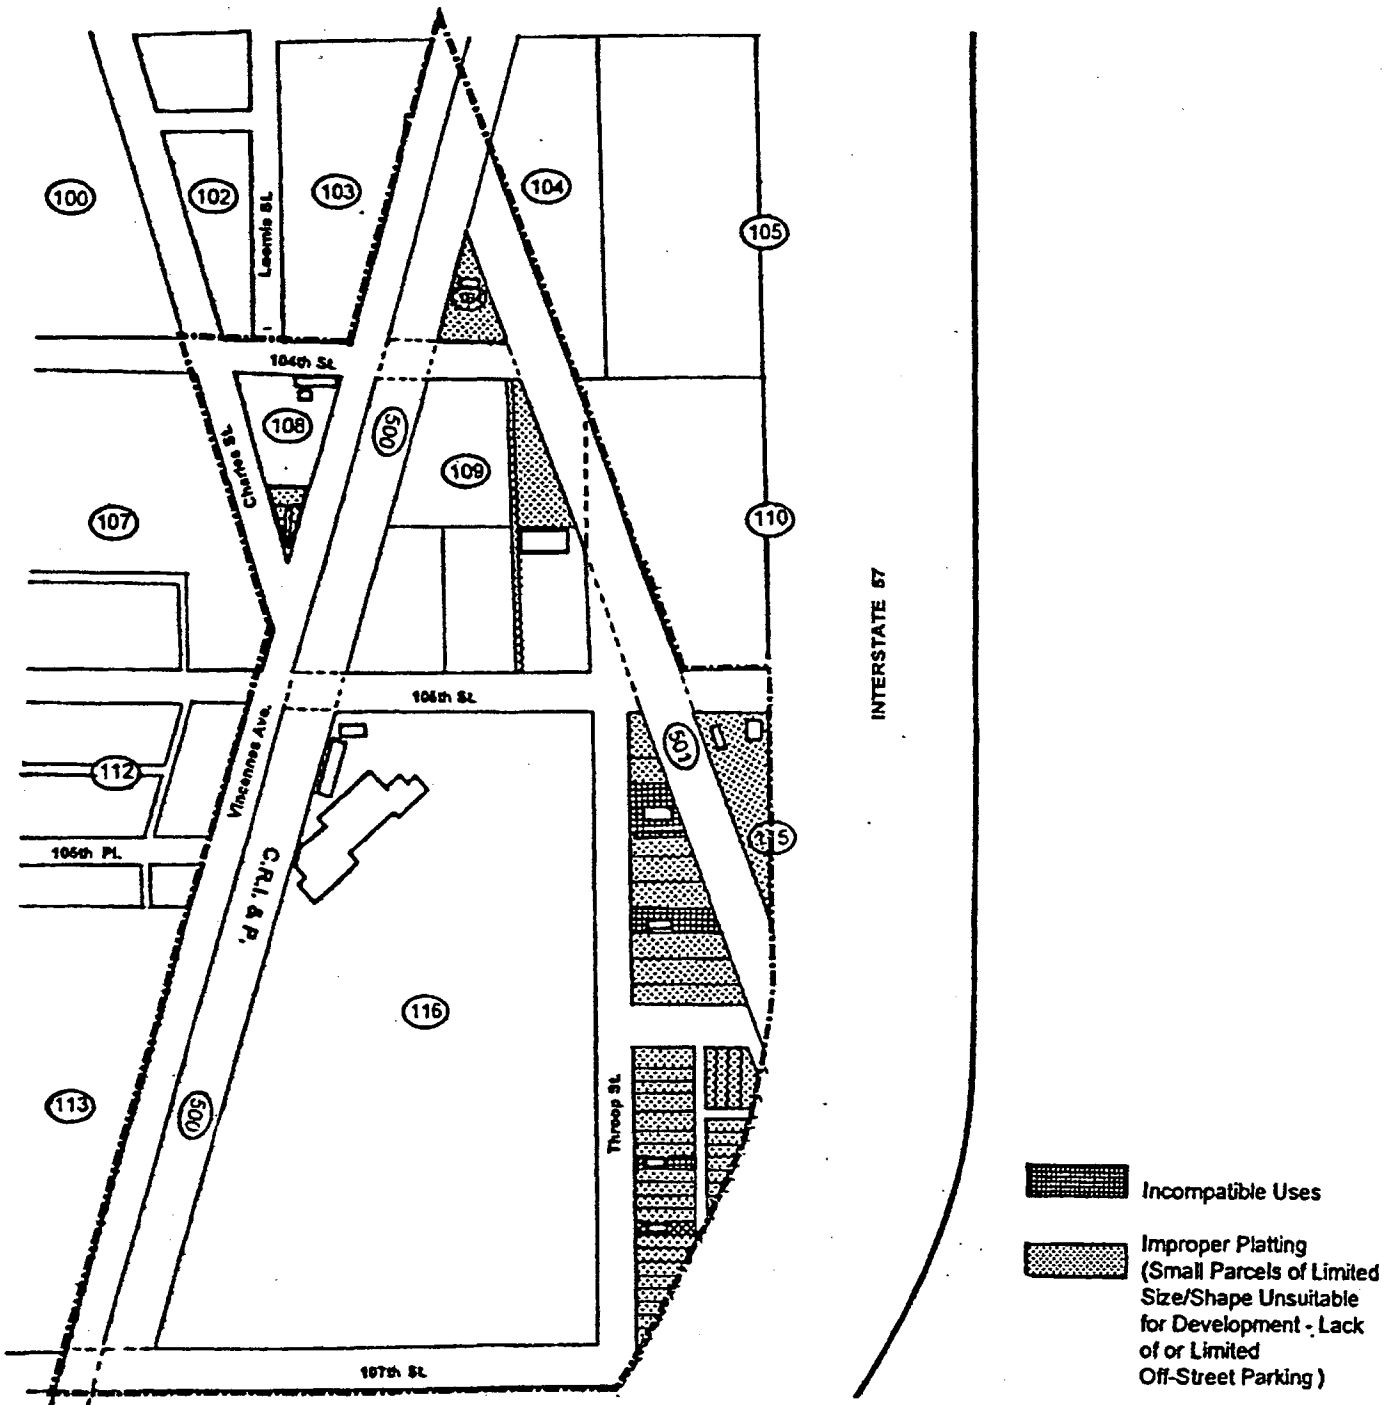 100
102
Loomis St.
103
104
105
104th St.
108
500
109
Charles St.
107
110
INTERSTATE 57
105th St.
501
112
Vincennes Ave.
115
105th Pl.
C.R.I. & P.
116
113
500
Throop St.
107th St.
Incompatible Uses
Improper Platting
(Small Parcels of Limited
Size/Shape Unsuitable
for Development - Lack
of or Limited
Off-Street Parking )